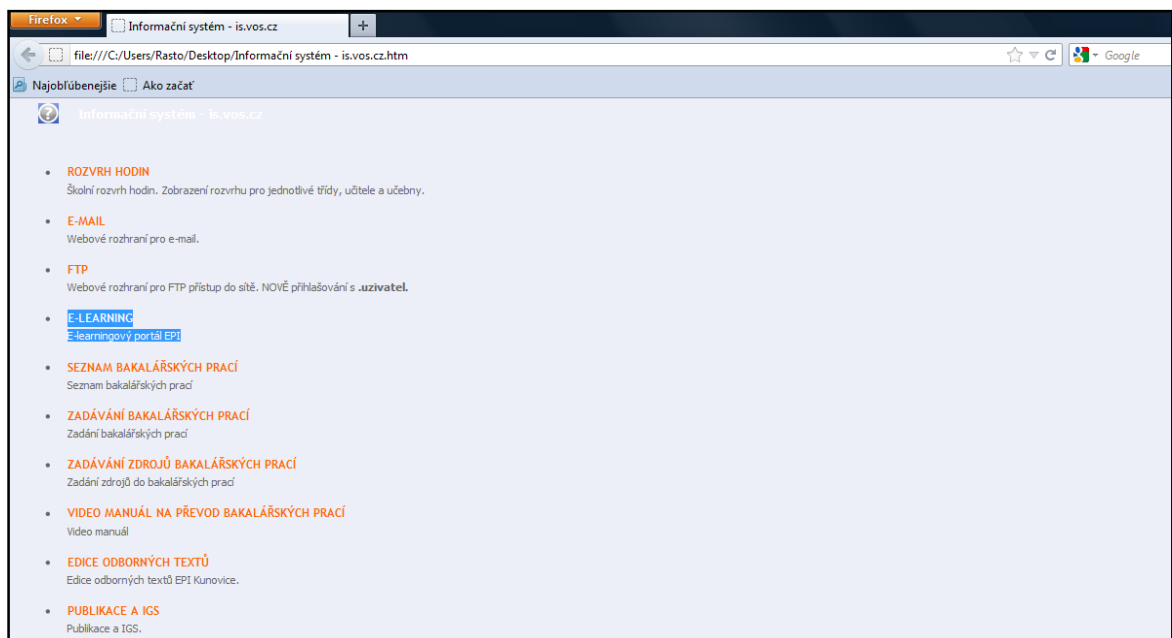 Firefox
Informační systém - is.vos.cz
file:///C:/Users/Rasto/Desktop/Informační systém - is.vos.cz.htm
Google
Najobľúbenejšie
Ako začať
Informační systém - is.vos.cz
ROZVRH HODIN
Školní rozvrh hodin. Zobrazení rozvrhu pro jednotlivé třídy, učitele a učebny.
E-MAIL
Webové rozhraní pro e-mail.
FTP
Webové rozhraní pro FTP přístup do sítě. NOVĚ přihlašování s .uzivatel.
E-LEARNING
E-learningový portál EPI
SEZNAM BAKALÁŘSKÝCH PRACÍ
Seznam bakalářských prací
ZADÁVÁNÍ BAKALÁŘSKÝCH PRACÍ
Zadání bakalářských prací
ZADÁVÁNÍ ZDROJŮ BAKALÁŘSKÝCH PRACÍ
Zadání zdrojů do bakalářských prací
VIDEO MANUÁL NA PŘEVOD BAKALÁŘSKÝCH PRACÍ
Video manuál
EDICE ODBORNÝCH TEXTŮ
Edice odborných textů EPI Kunovice.
PUBLIKACE A IGS
Publikace a IGS.